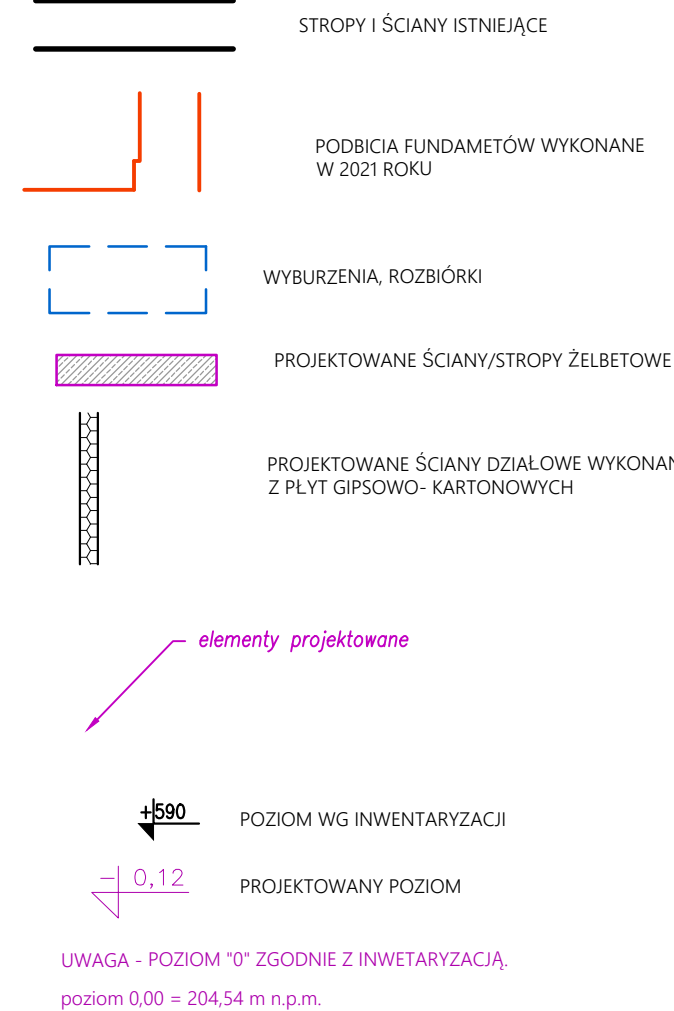 STROPY I ŚCIANY ISTNIEJĄCE
PODBICIA FUNDAMETÓW WYKONANE
W 2021 ROKU
WYBURZENIA, ROZBIÓRKI
PROJEKTOWANE ŚCIANY/STROPY ŻELBETOWE
PROJEKTOWANE ŚCIANY DZIAŁOWE WYKONAN
Z PŁYT GIPSOWO- KARTONOWYCH
elementy projektowane
+590
POZIOM WG INWENTARYZACJI
- 0,12
PROJEKTOWANY POZIOM
UWAGA - POZIOM "0" ZGODNIE Z INWETARYZACJĄ.
poziom 0,00 = 204,54 m n.p.m.